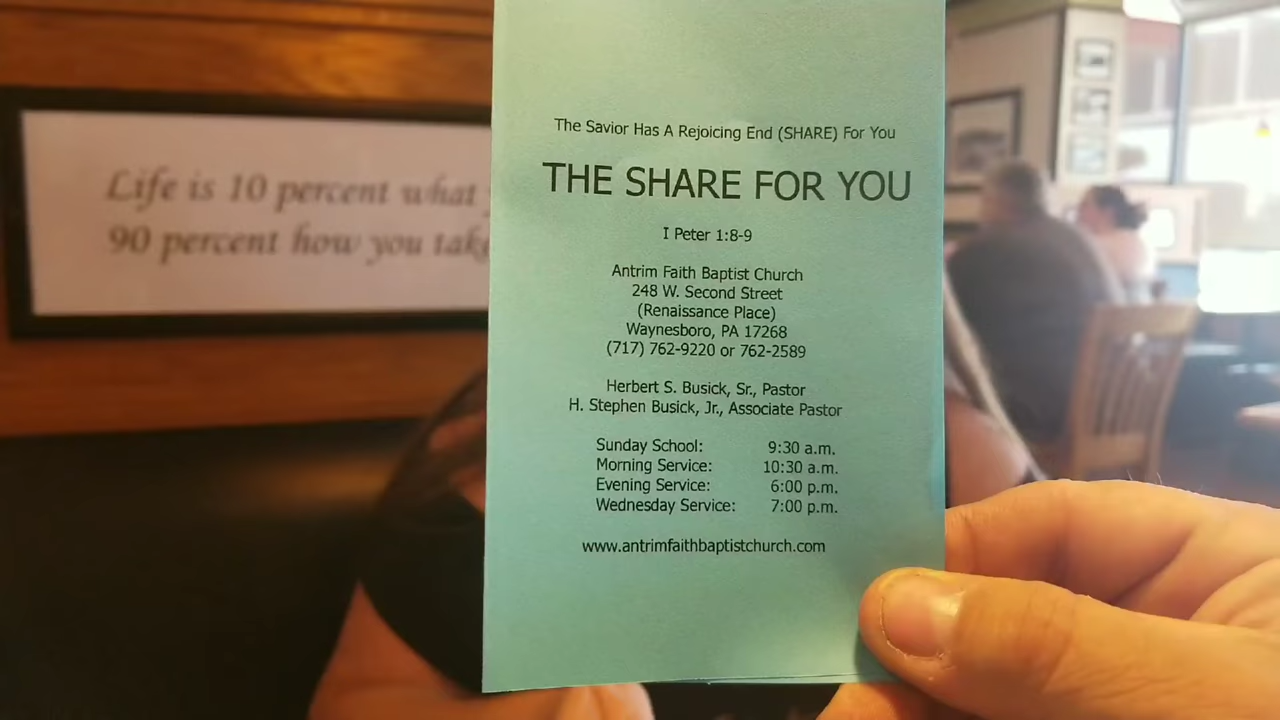 Life is 10 percent what
90 percent how you take
The Savior Has A Rejoicing End (SHARE) For You
THE SHARE FOR YOU
I Peter 1:8-9
Antrim Faith Baptist Church
248 W. Second Street
(Renaissance Place)
Waynesboro, PA 17268
(717) 762-9220 or 762-2589
Herbert S. Busick, Sr., Pastor
H. Stephen Busick, Jr., Associate Pastor
Sunday School: 9:30 a.m.
Morning Service: 10:30 a.m.
Evening Service: 6:00 p.m.
Wednesday Service: 7:00 p.m.
www.antrimfaithbaptistchurch.com